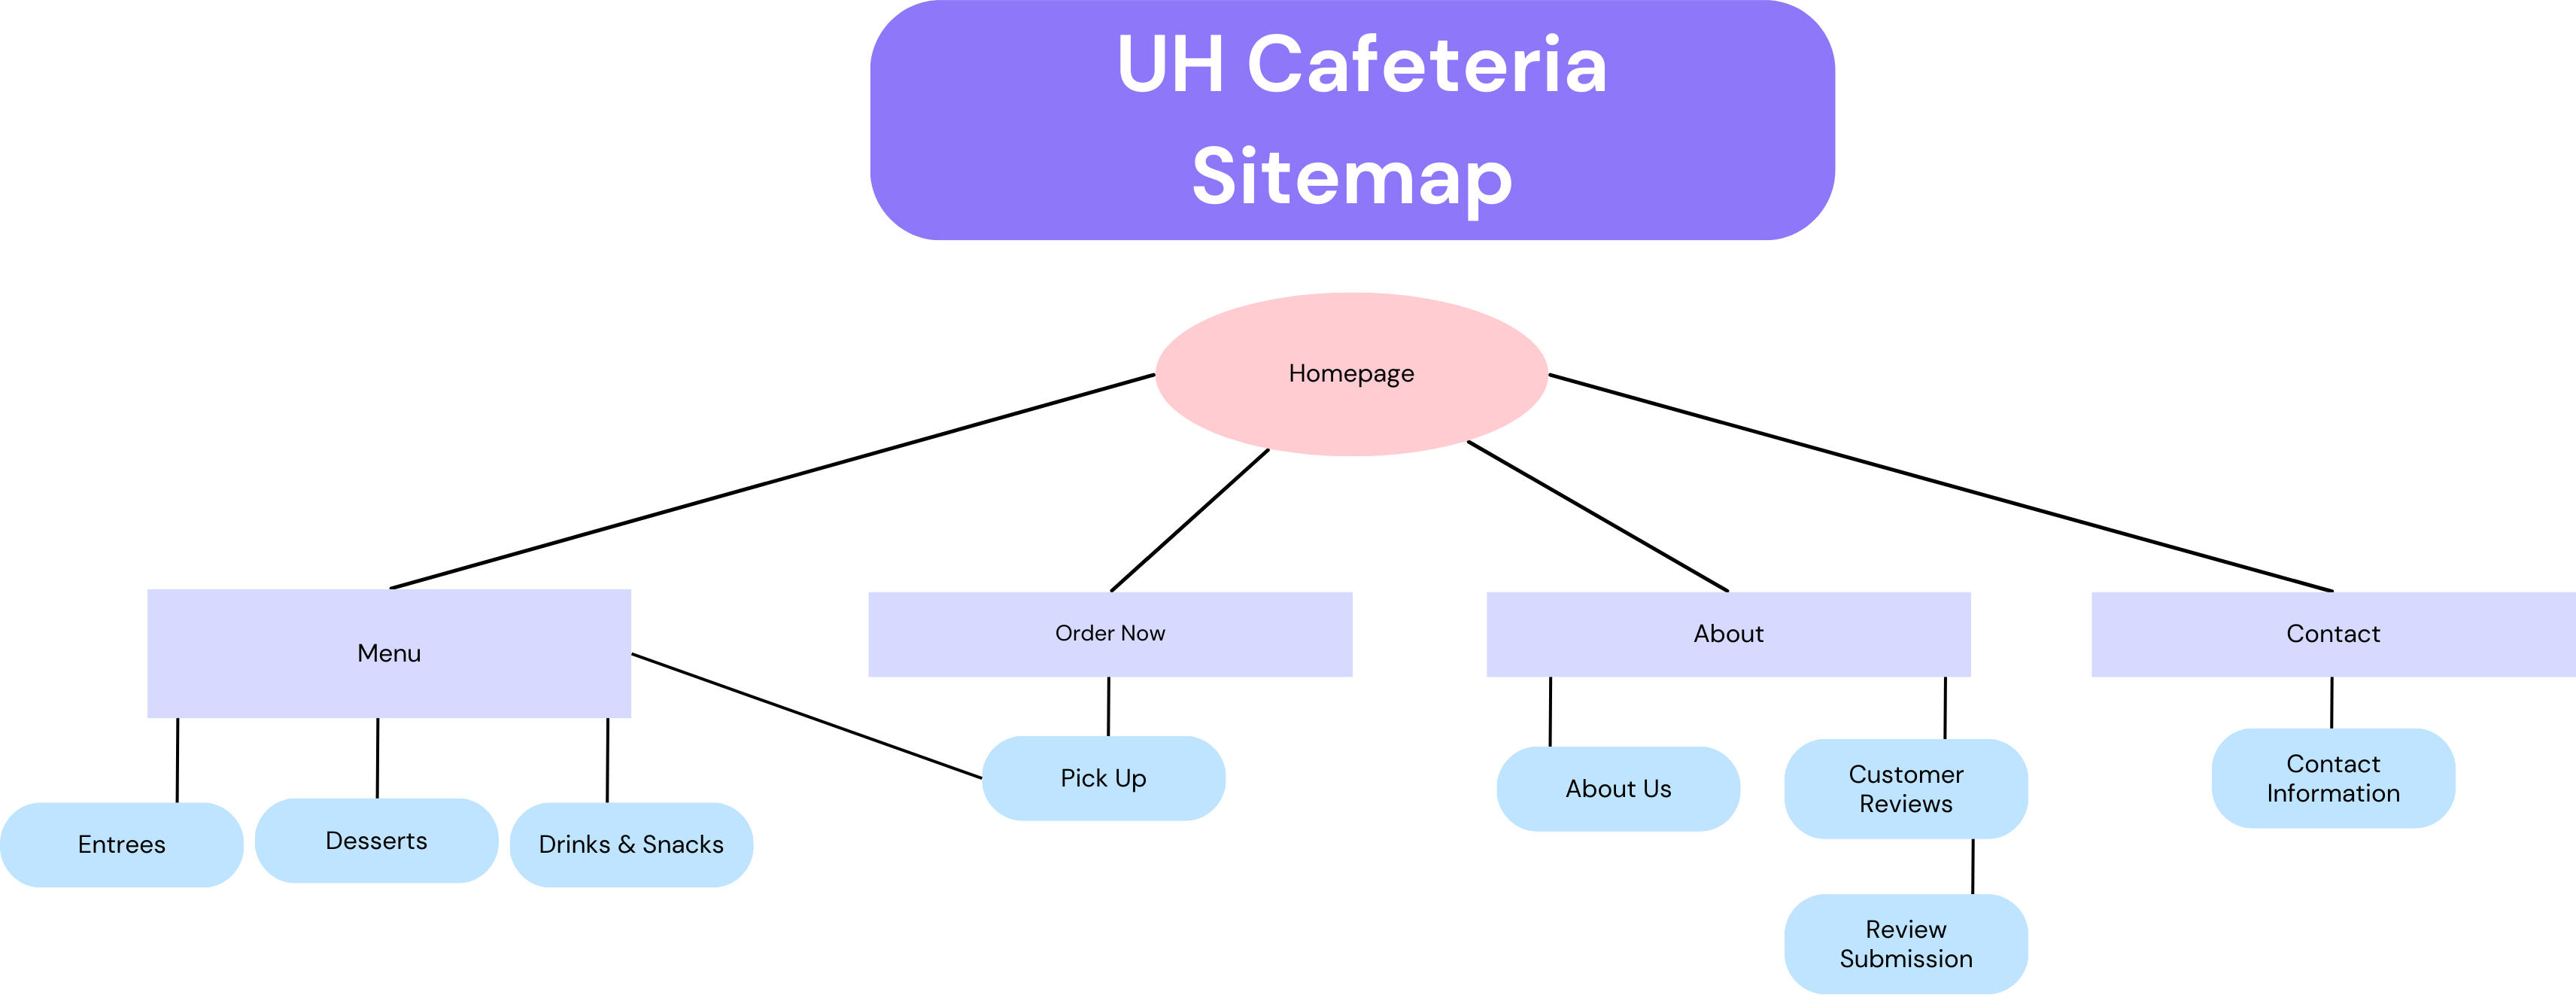 UH Cafeteria
Sitemap
Homepage
Menu
Order Now
About
Contact
Entrees
Desserts
Drinks & Snacks
Pick Up
About Us
Customer
Reviews
Contact
Information
Review
Submission